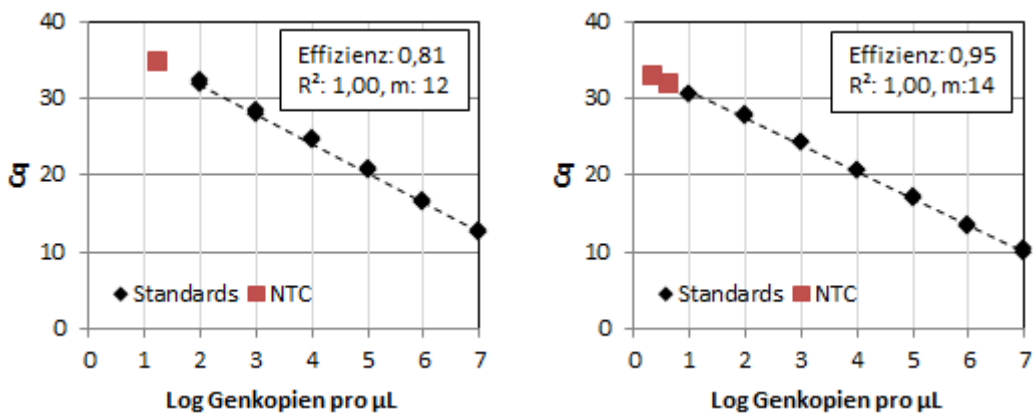 40
30
20
10
0
Cq
Effizienz: 0,81
R²: 1,00, m: 12
Standards NTC
0 1 2 3 4 5 6 7
Log Genkopien pro µL
40
30
20
10
0
Cq
Effizienz: 0,95
R²: 1,00, m:14
Standards NTC
0 1 2 3 4 5 6 7
Log Genkopien pro µL